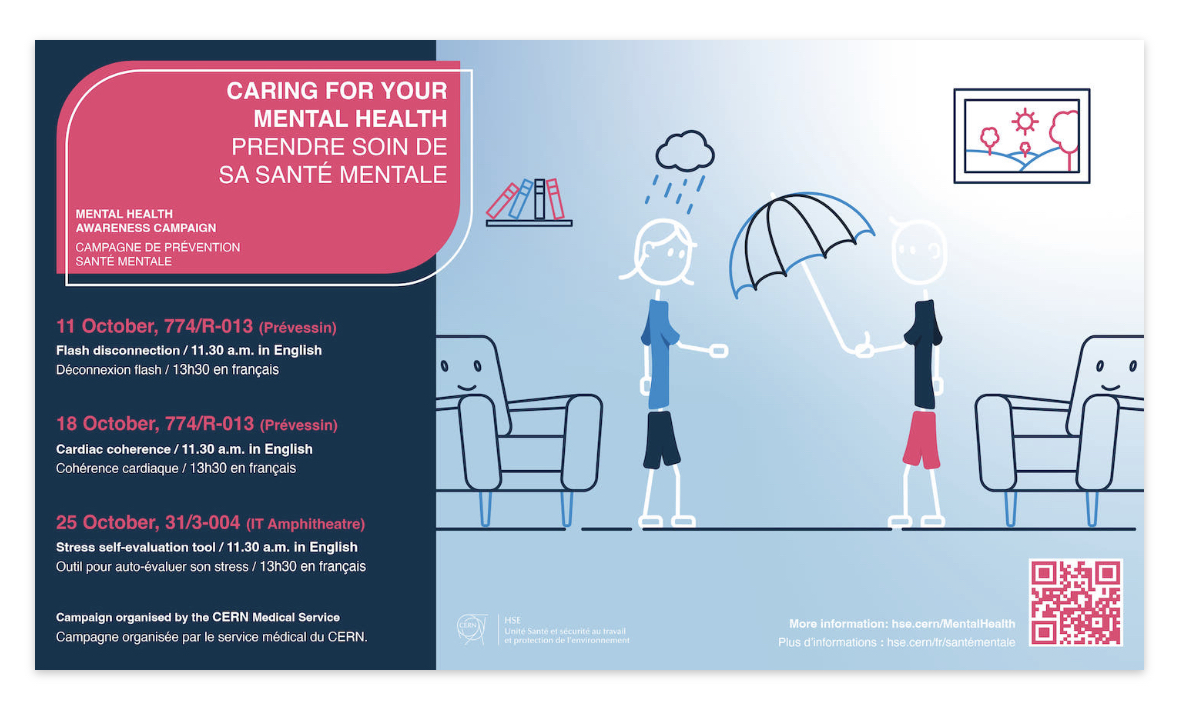 CARING FOR YOUR
MENTAL HEALTH
PRENDRE SOIN DE
SA SANTÉ MENTALE
MENTAL HEALTH
AWARENESS CAMPAIGN
CAMPAGNE DE PRÉVENTION
SANTÉ MENTALE
11 October, 774/R-013 (Prévessin)
Flash disconnection / 11.30 a.m. in English
Déconnexion flash / 13h30 en français
18 October, 774/R-013 (Prévessin)
Cardiac coherence / 11.30 a.m. in English
Cohérence cardiaque / 13h30 en français
25 October, 31/3-004 (IT Amphitheatre)
Stress self-evaluation tool / 11.30 a.m. in English
Outil pour auto-évaluer son stress / 13h30 en français
Campaign organised by the CERN Medical Service
Campagne organisée par le service médical du CERN.
CERN
HSE
Unité Santé et sécurité au travail
et protection de l'environnement
More information: hse.cern/MentalHealth
Plus d'informations : hse.cern/fr/santémentale